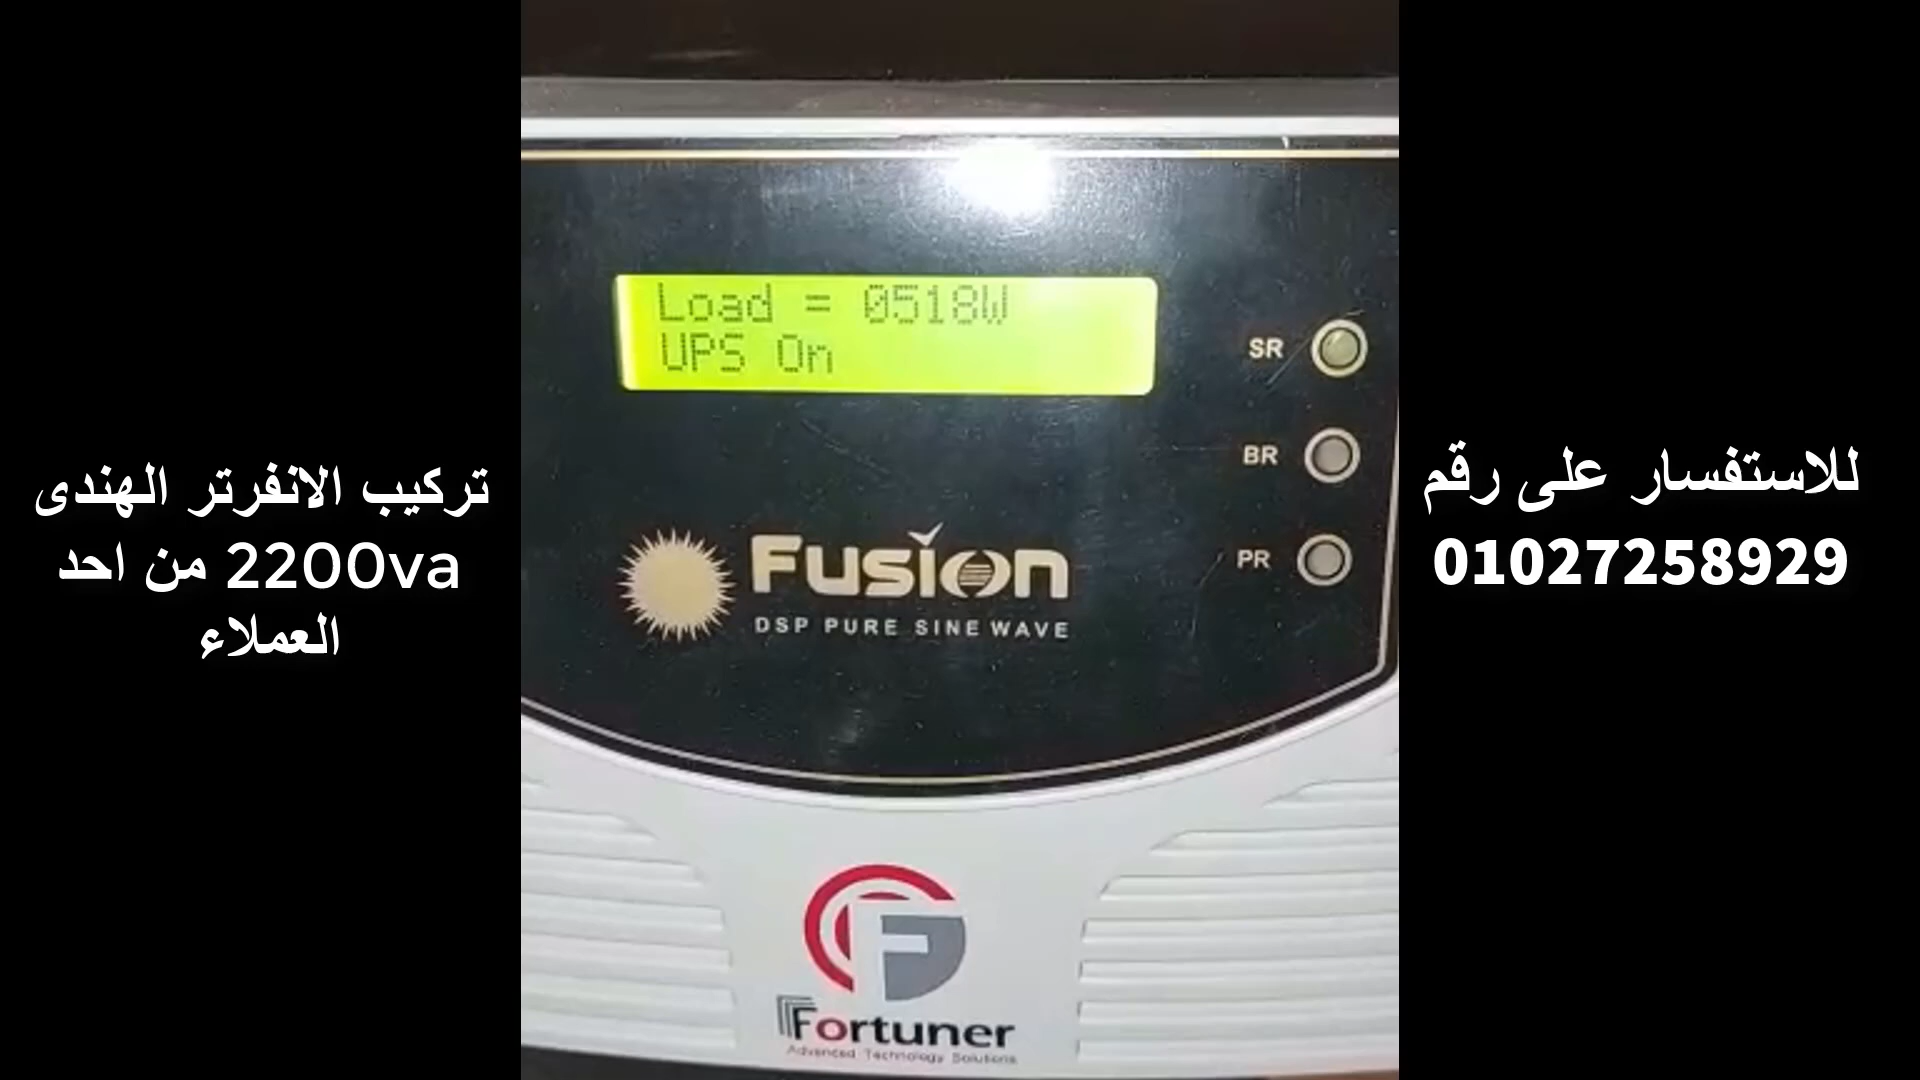 تركيب الانفرتر الهندى
2200va من احد
العملاء
Load = 0518W
UPS On
SR
BR
PR
Fusion
DSP PURE SINE WAVE
Fortuner
Advanced Technology Solutions
للاستفسار على رقم
01027258929